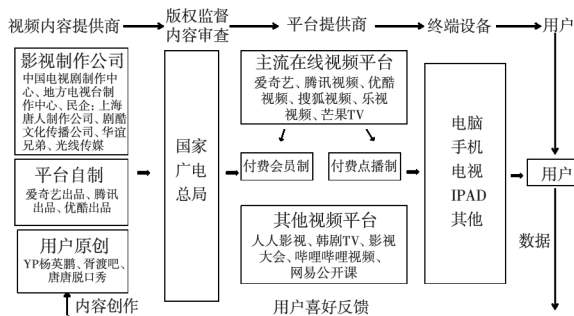 视频内容提供商
版权监督
内容审查
平台提供商
终端设备
用户
影视制作公司
中国电视剧制作中
心、地方电视台制
作中心、民企：上海
唐人制作公司、剧酷
文化传播公司、华谊
兄弟、光线传媒
平台自制
爱奇艺出品、腾讯
出品、优酷出品
用户原创
YP杨英鹏、胥渡吧、
唐唐脱口秀
国家
广电
总局
主流在线视频平台
爱奇艺、腾讯视频、优酷
视频、搜狐视频、乐视
视频、芒果TV
付费会员制
付费点播制
其他视频平台
人人影视、韩剧TV、影视
大会、哔哩哔哩视频、
网易公开课
电脑
手机
电视
IPAD
其他
用户
数据
内容创作
用户喜好反馈